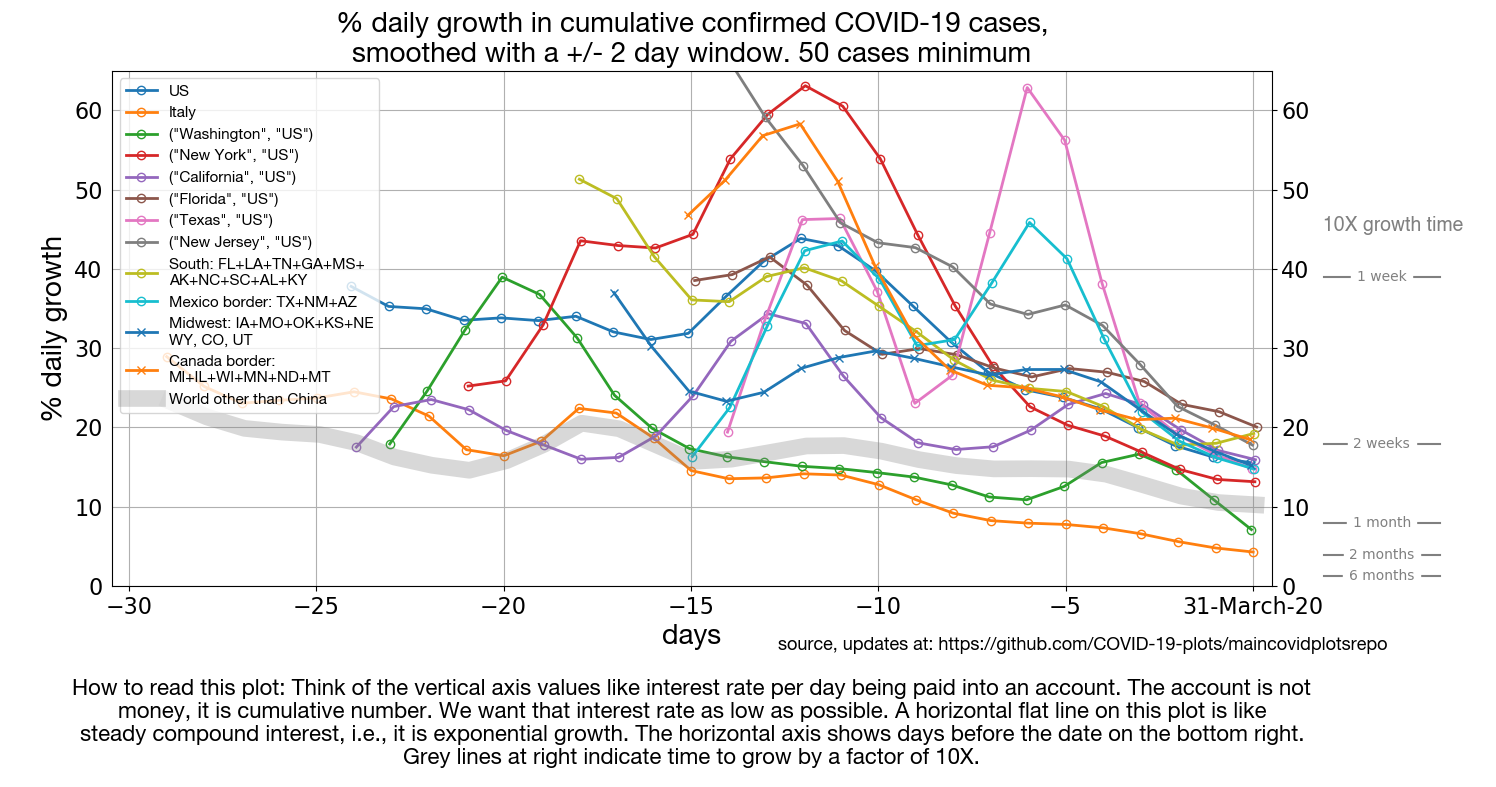 % daily growth in cumulative confirmed COVID-19 cases,
smoothed with a +/- 2 day window. 50 cases minimum
US
Italy
("Washington", "US")
("New York", "US")
("California", "US")
("Florida", "US")
("Texas", "US")
("New Jersey", "US")
South: FL+LA+TN+GA+MS+
AK+NC+SC+AL+KY
Mexico border: TX+NM+AZ
Midwest: IA+MO+OK+KS+NE
WY, CO, UT
Canada border:
MI+IL+WI+MN+ND+MT
World other than China
% daily growth
60
50
40
30
20
10
0
60
50
40
30
20
10
0
10X growth time
1 week
2 weeks
1 month
2 months
6 months
−30
−25
−20
−15
−10
−5
31-March-20
days
source, updates at: https://github.com/COVID-19-plots/maincovidplotsrepo
How to read this plot: Think of the vertical axis values like interest rate per day being paid into an account. The account is not
money, it is cumulative number. We want that interest rate as low as possible. A horizontal flat line on this plot is like
steady compound interest, i.e., it is exponential growth. The horizontal axis shows days before the date on the bottom right.
Grey lines at right indicate time to grow by a factor of 10X.